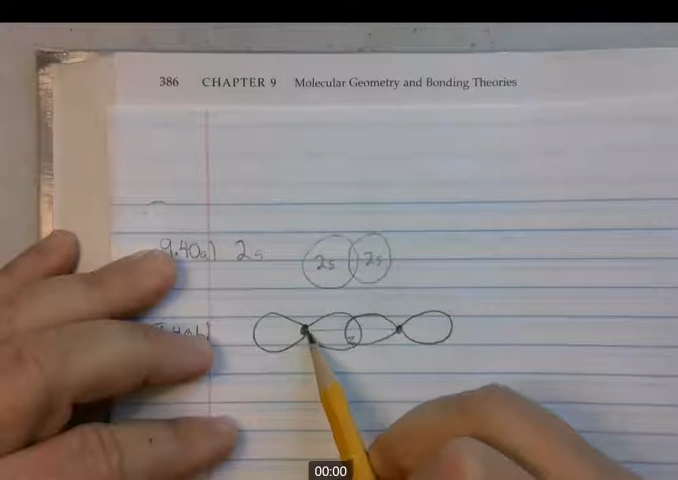 386 CHAPTER 9 Molecular Geometry and Bonding Theories
9.40a) 2s 2s 2s
00:00